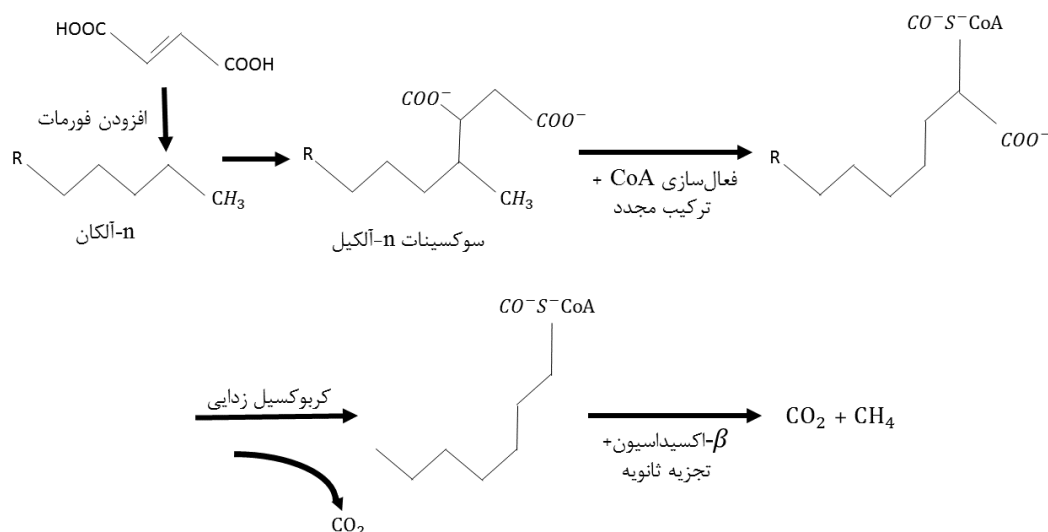 HOOC
COOH
افزودن فورمات
R
CH₃
n-آلکان
COO⁻
COO⁻
R
CH₃
سوکسینات n-آلکیل
فعال‌سازی CoA +
ترکیب مجدد
CO⁻S⁻CoA
COO⁻
R
کربوکسیل زدایی
CO₂
CO⁻S⁻CoA
β-اکسیداسیون+
تجزیه ثانویه
CO₂ + CH₄